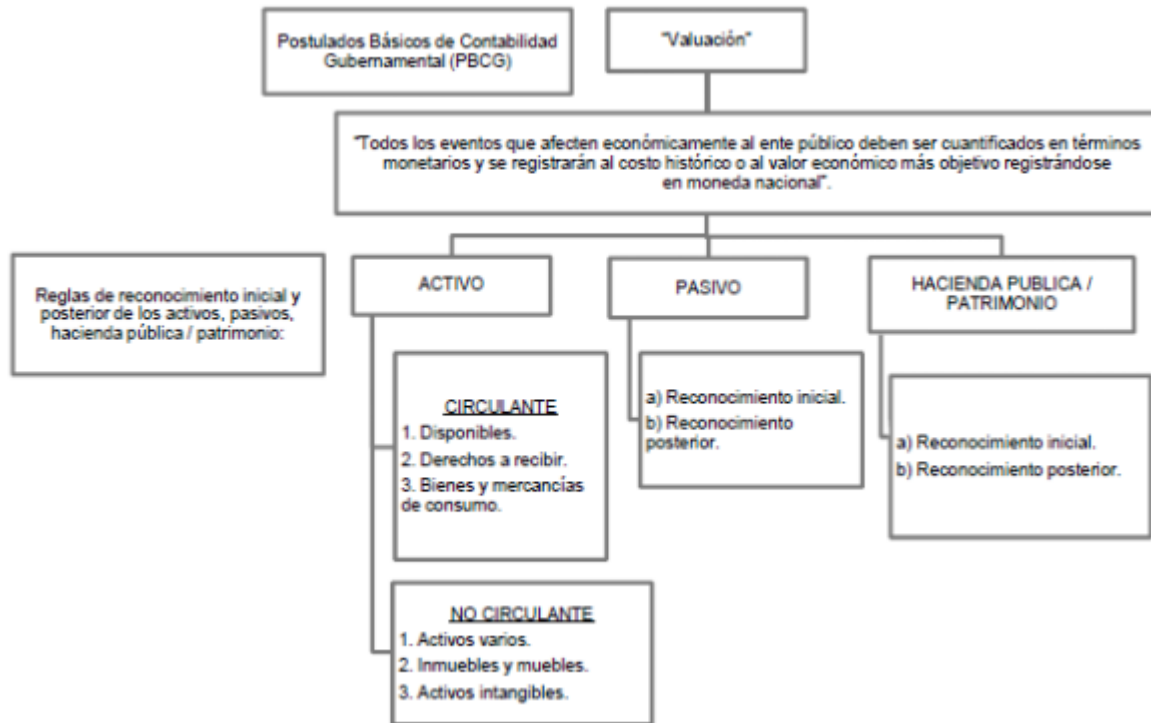 Postulados Básicos de Contabilidad
Gubernamental (PBCG)
"Valuación"
"Todos los eventos que afecten económicamente al ente público deben ser cuantificados en términos
monetarios y se registrarán al costo histórico o al valor económico más objetivo registrándose
en moneda nacional".
Reglas de reconocimiento inicial y
posterior de los activos, pasivos,
hacienda pública / patrimonio:
ACTIVO
PASIVO
HACIENDA PUBLICA /
PATRIMONIO
CIRCULANTE
1. Disponibles.
2. Derechos a recibir.
3. Bienes y mercancías
de consumo.
a) Reconocimiento inicial.
b) Reconocimiento
posterior.
a) Reconocimiento inicial.
b) Reconocimiento posterior.
NO CIRCULANTE
1. Activos varios.
2. Inmuebles y muebles.
3. Activos intangibles.